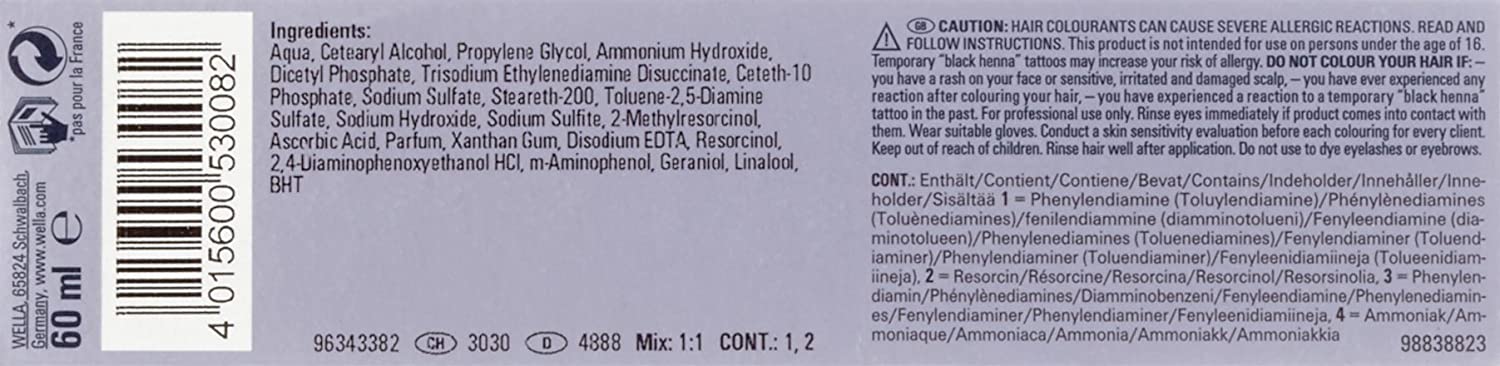 *
*pas pour la France
WELLA, 65824 Schwalbach
Germany, www.wella.com
60 ml e
4 015600 530082
Ingredients:
Aqua, Cetearyl Alcohol, Propylene Glycol, Ammonium Hydroxide,
Dicetyl Phosphate, Trisodium Ethylenediamine Disuccinate, Ceteth-10
Phosphate, Sodium Sulfate, Steareth-200, Toluene-2,5-Diamine
Sulfate, Sodium Hydroxide, Sodium Sulfite, 2-Methylresorcinol,
Ascorbic Acid, Parfum, Xanthan Gum, Disodium EDTA, Resorcinol,
2,4-Diaminophenoxyethanol HCl, m-Aminophenol, Geraniol, Linalool,
BHT
96343382 CH 3030 D 4888 Mix: 1:1 CONT.: 1, 2
GB CAUTION: HAIR COLOURANTS CAN CAUSE SEVERE ALLERGIC REACTIONS. READ AND
FOLLOW INSTRUCTIONS. This product is not intended for use on persons under the age of 16.
Temporary "black henna" tattoos may increase your risk of allergy. DO NOT COLOUR YOUR HAIR IF: –
you have a rash on your face or sensitive, irritated and damaged scalp, – you have ever experienced any
reaction after colouring your hair, – you have experienced a reaction to a temporary "black henna"
tattoo in the past. For professional use only. Rinse eyes immediately if product comes into contact with
them. Wear suitable gloves. Conduct a skin sensitivity evaluation before each colouring for every client.
Keep out of reach of children. Rinse hair well after application. Do not use to dye eyelashes or eyebrows.
CONT.: Enthält/Contient/Contiene/Bevat/Contains/Indeholder/Innehåller/Inne-
holder/Sisältää 1 = Phenylendiamine (Toluylendiamine)/Phénylènediamines
(Toluènediamines)/fenilendiammine (diamminotolueni)/Fenyleendiamine (dia-
minotolueen)/Phenylenediamines (Toluenediamines)/Fenylendiaminer (Toluend-
iaminer)/Phenylendiaminer (Toluendiaminer)/Fenyleenidiamiineja (Tolueenidiam-
iineja), 2 = Resorcin/Résorcine/Resorcina/Resorcinol/Resorsinolia, 3 = Phenylen-
diamin/Phénylènediamines/Diamminobenzeni/Fenyleendiamine/Phenylenediamin-
es/Fenylendiaminer/Phenylendiaminer/Fenyleenidiamiineja, 4 = Ammoniak/Am-
moniaque/Ammoniaca/Ammonia/Ammoniakk/Ammoniakkia
98838823